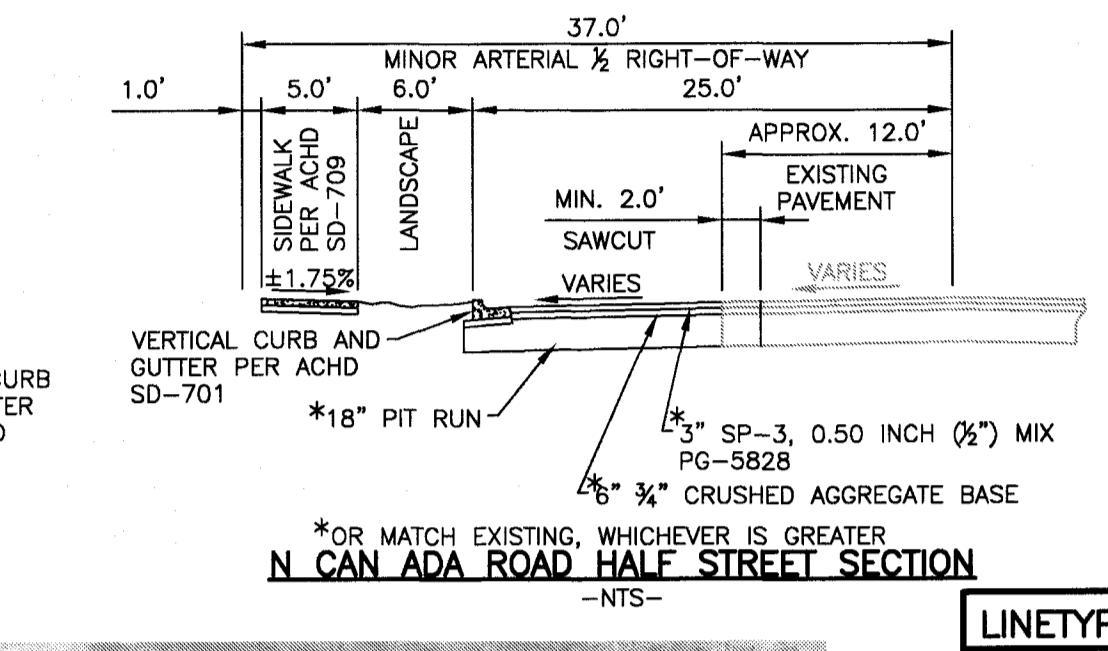 37.0'
MINOR ARTERIAL ½ RIGHT-OF-WAY
1.0'
5.0'
6.0'
25.0'
APPROX. 12.0'
EXISTING
PAVEMENT
MIN. 2.0'
SAWCUT
SIDEWALK
PER ACHD
SD-709
LANDSCAPE
±1.75%
VARIES
VARIES
VERTICAL CURB AND
GUTTER PER ACHD
SD-701
CURB
TER
*18" PIT RUN
*3" SP-3, 0.50 INCH (½") MIX
PG-5828
*6" ¾" CRUSHED AGGREGATE BASE
*OR MATCH EXISTING, WHICHEVER IS GREATER
N CAN ADA ROAD HALF STREET SECTION
-NTS-
LINETYP